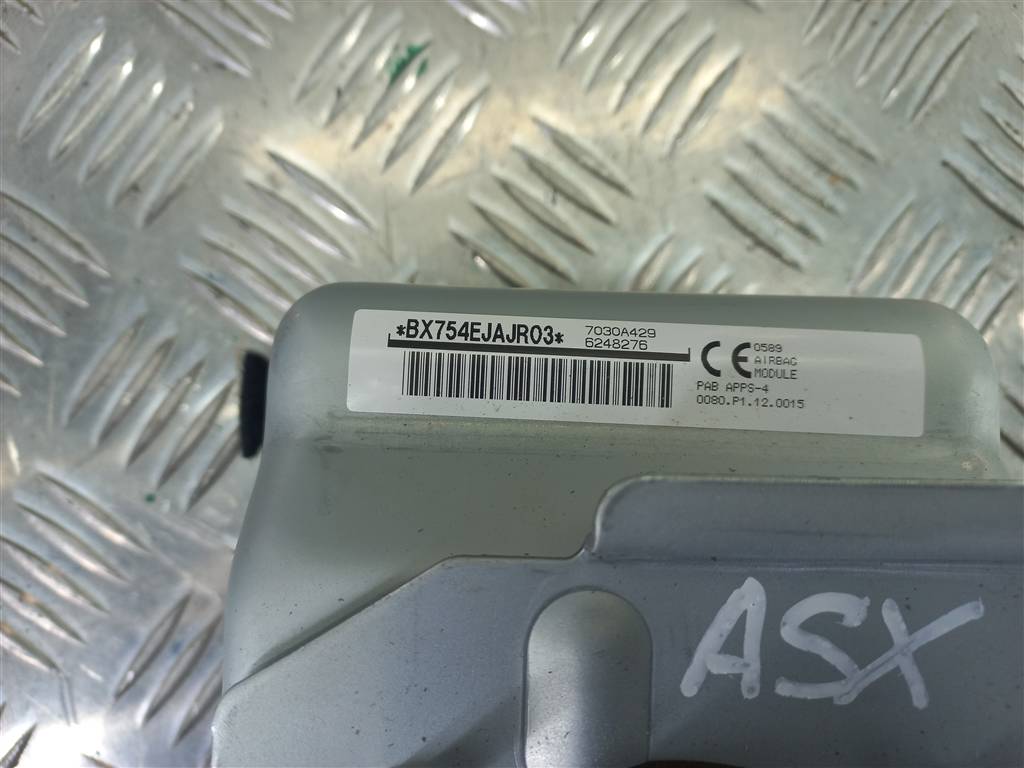 *BX754EJAJR03*
7030A429
6248276
CE
0589
AIRBAG
MODULE
PAB APPS-4
0080.P1.12.0015
ASX